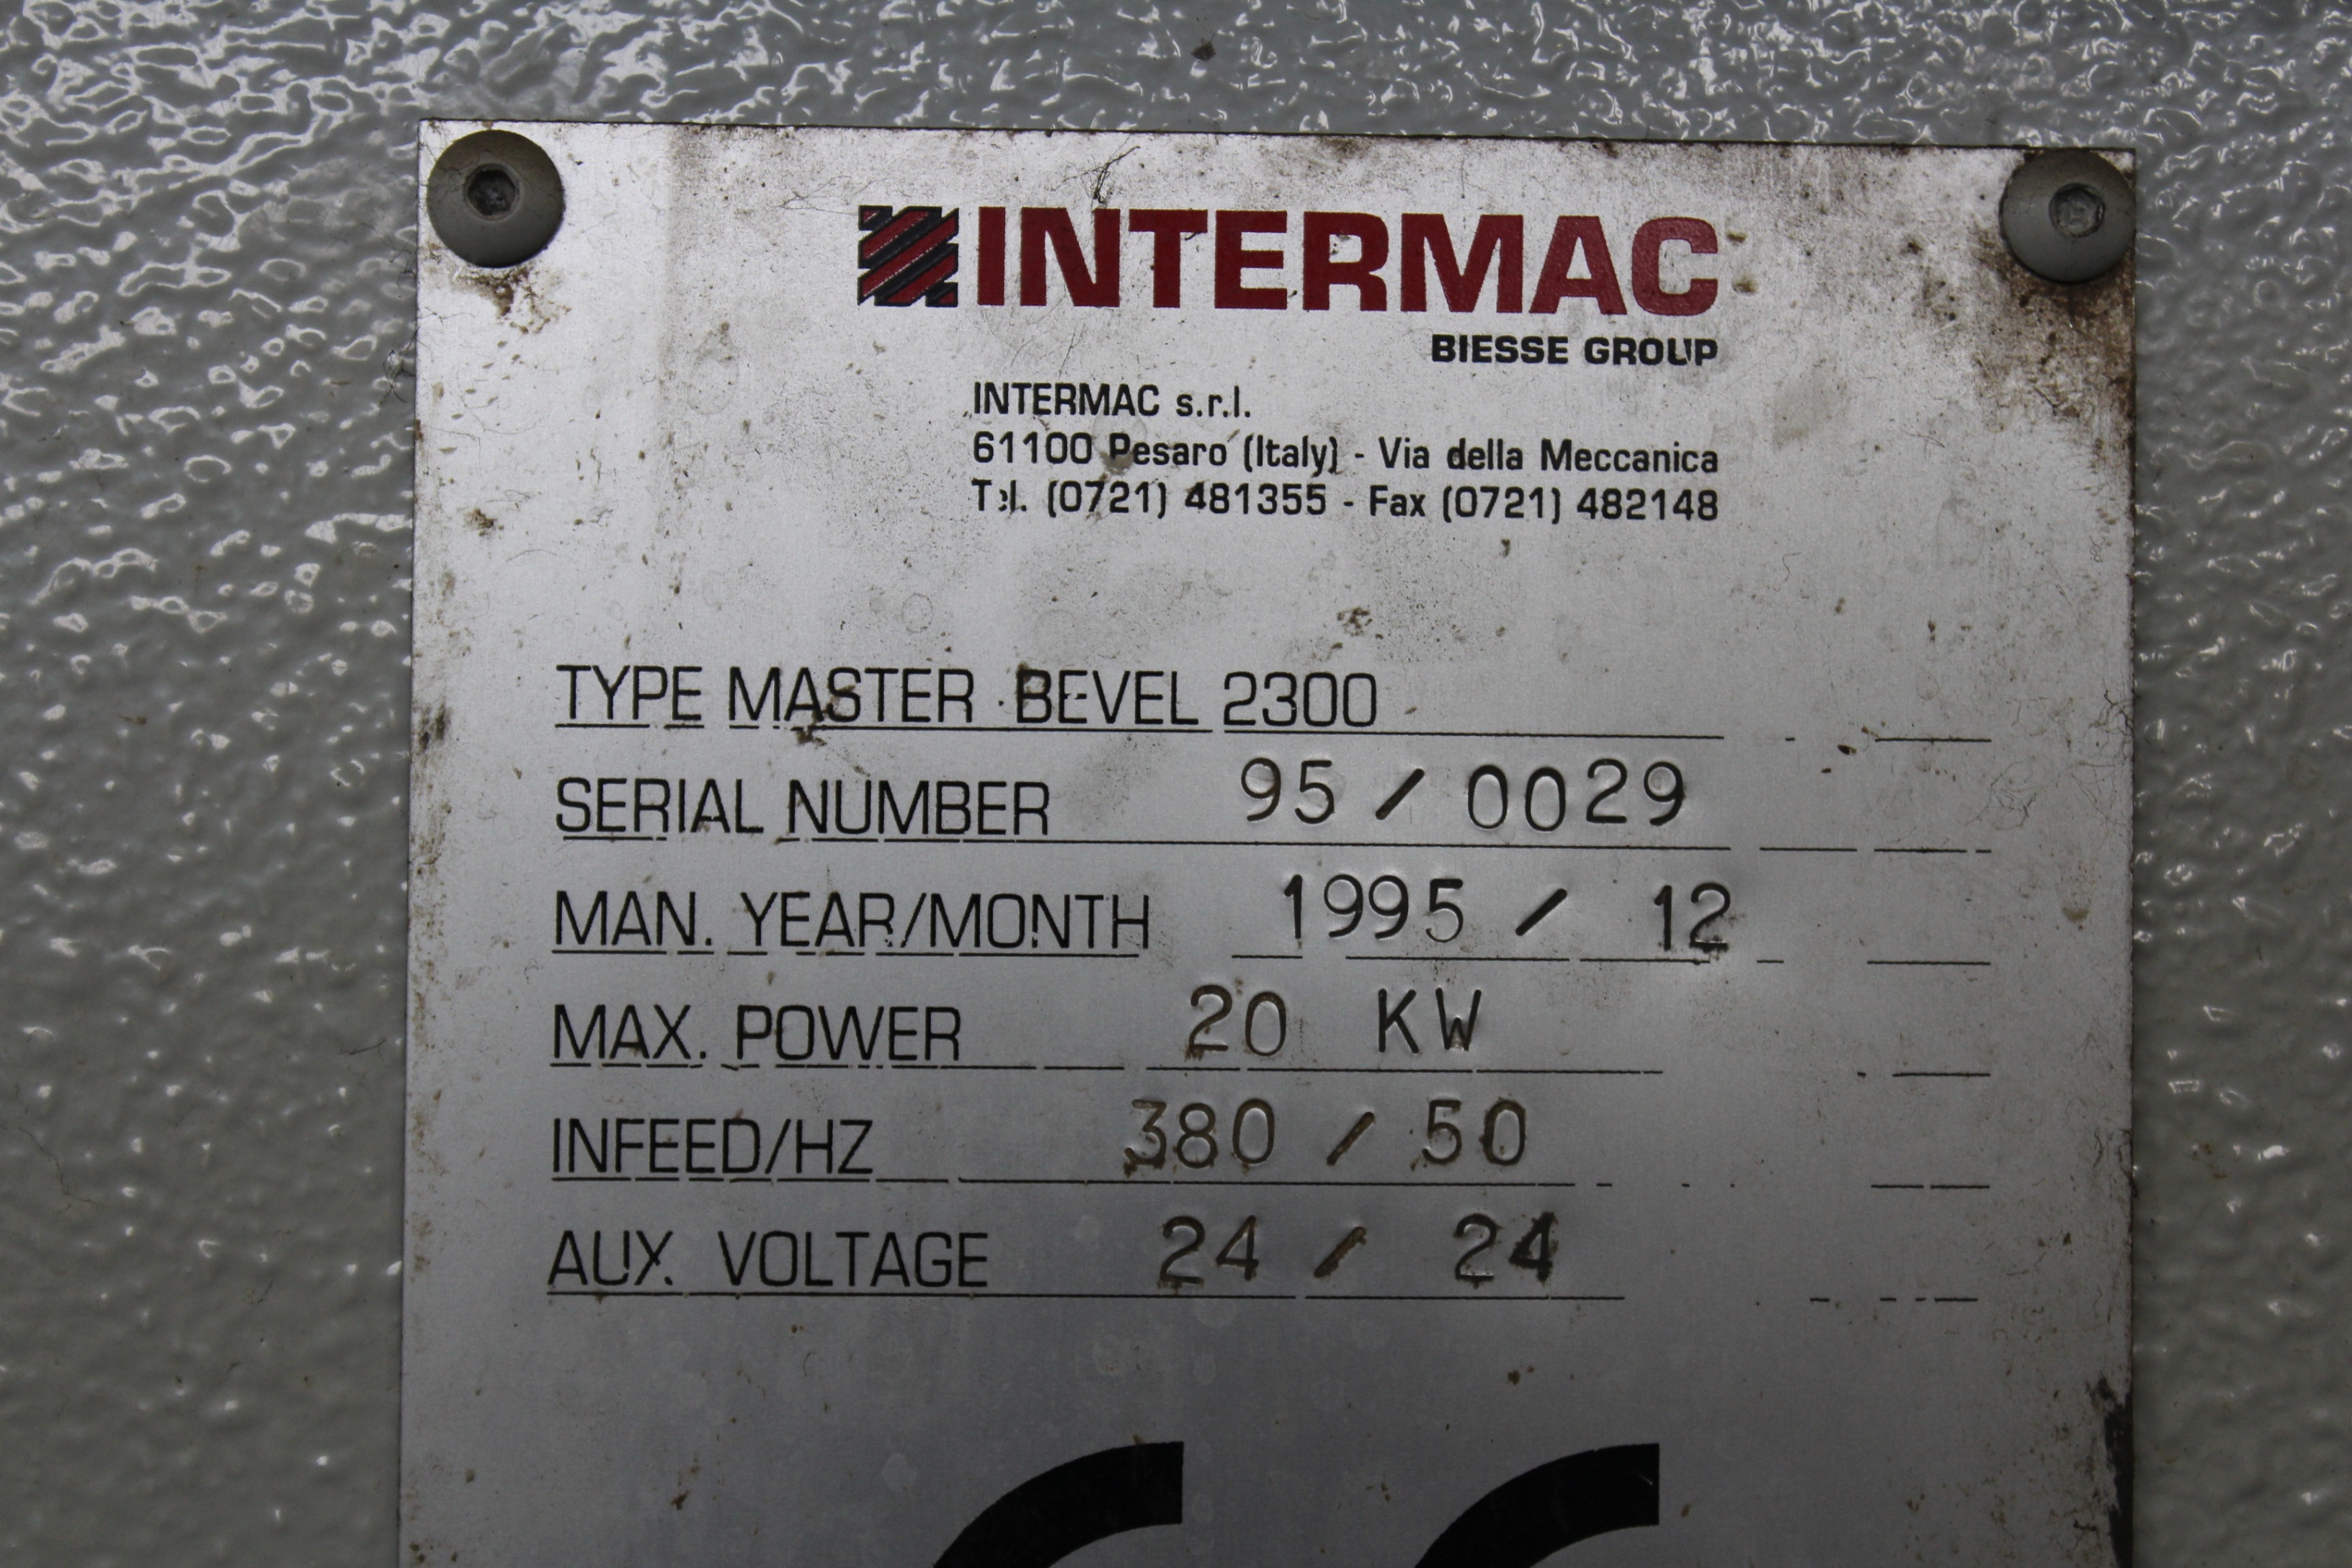 INTERMAC
BIESSE GROUP
INTERMAC s.r.l.
61100 Pesaro (Italy) - Via della Meccanica
Tel. (0721) 481355 - Fax (0721) 482148
TYPE MASTER BEVEL 2300
SERIAL NUMBER 95 / 0029
MAN. YEAR/MONTH 1995 / 12
MAX. POWER 20 KW
INFEED/HZ 380 / 50
AUX. VOLTAGE 24 / 24
CE